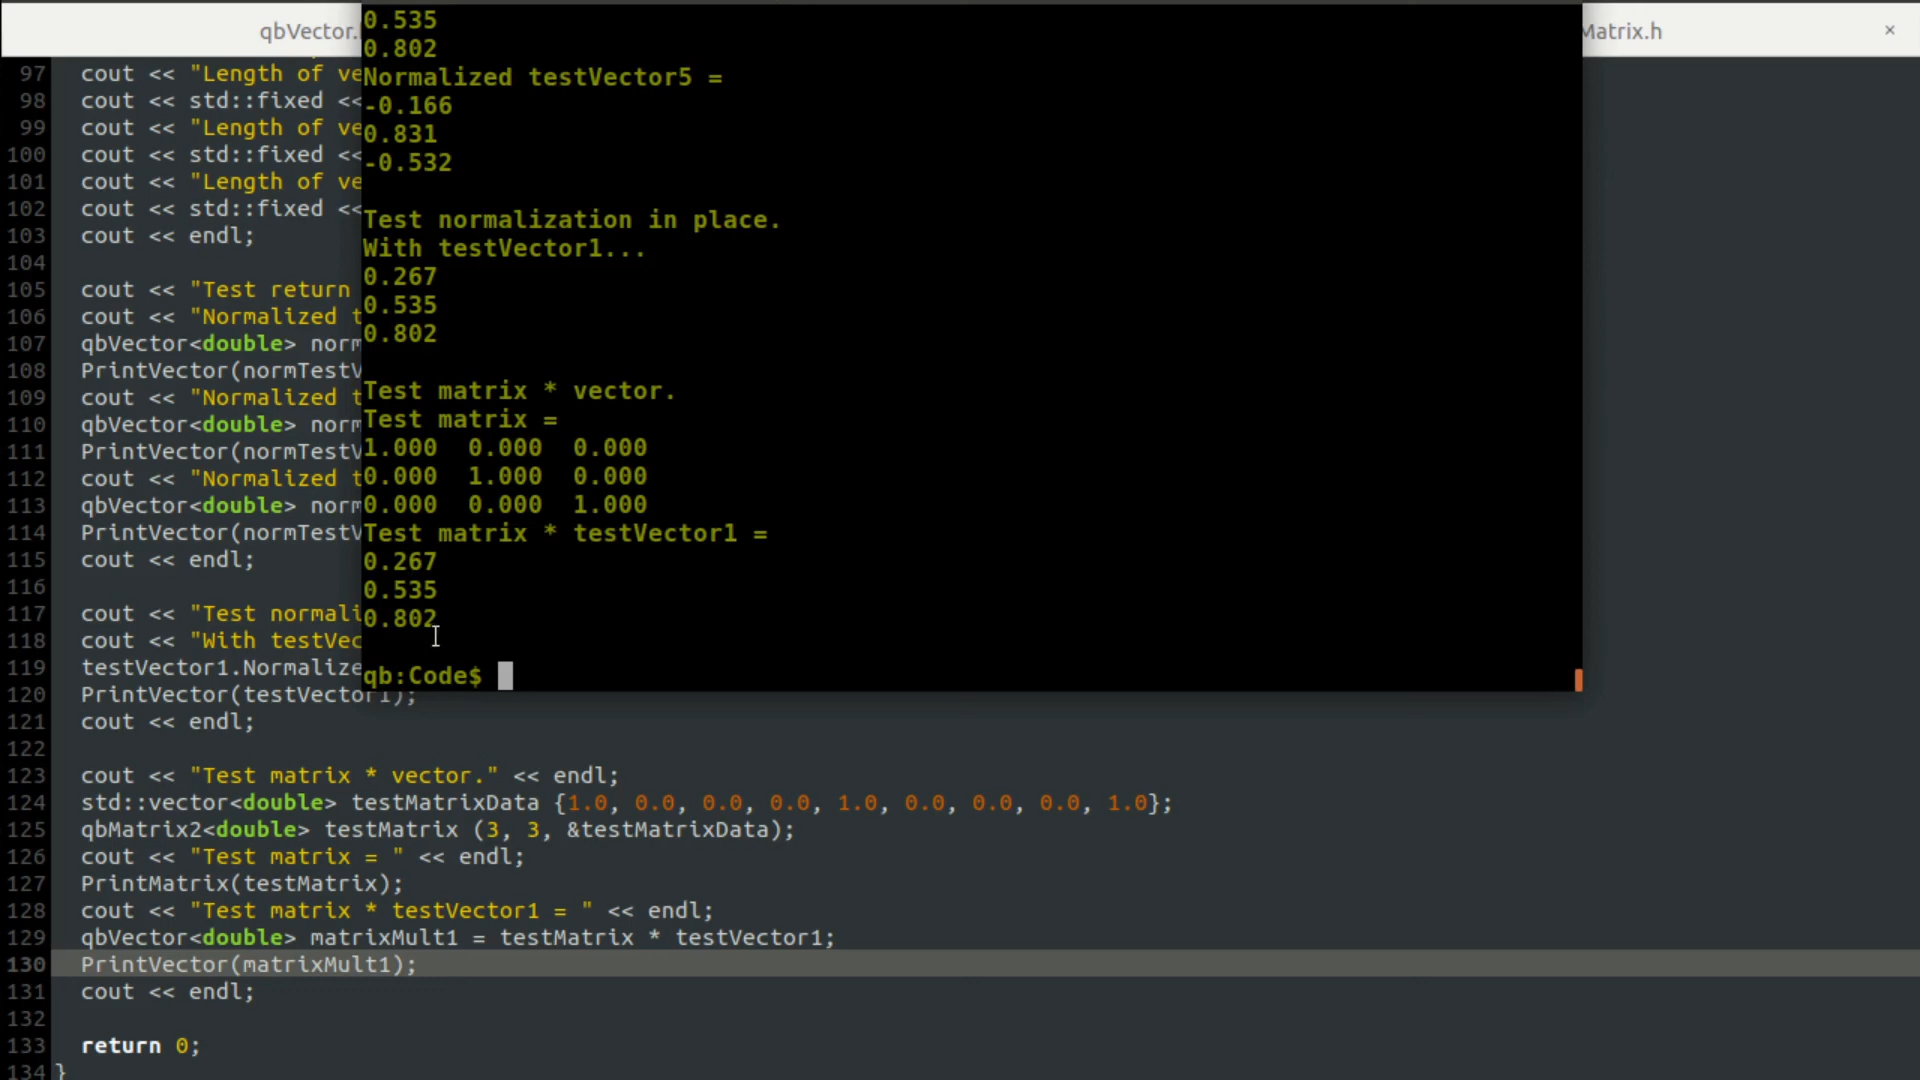 qbVector.
Matrix.h
×
0.535
0.802
Normalized testVector5 =
-0.166
0.831
-0.532
Test normalization in place.
With testVector1...
0.267
0.535
0.802
Test matrix * vector.
Test matrix =
1.000 0.000 0.000
0.000 1.000 0.000
0.000 0.000 1.000
Test matrix * testVector1 =
0.267
0.535
0.802
qb:Code$
97 cout << "Length of ve
98 cout << std::fixed <<
99 cout << "Length of ve
100 cout << std::fixed <<
101 cout << "Length of ve
102 cout << std::fixed <<
103 cout << endl;
104
105 cout << "Test return
106 cout << "Normalized t
107 qbVector<double> norm
108 PrintVector(normTestV
109 cout << "Normalized t
110 qbVector<double> norm
111 PrintVector(normTestV
112 cout << "Normalized t
113 qbVector<double> norm
114 PrintVector(normTestV
115 cout << endl;
116
117 cout << "Test normali
118 cout << "With testVec
119 testVector1.Normalize
120 PrintVector(testVector1);
121 cout << endl;
122
123 cout << "Test matrix * vector." << endl;
124 std::vector<double> testMatrixData {1.0, 0.0, 0.0, 0.0, 1.0, 0.0, 0.0, 0.0, 1.0};
125 qbMatrix2<double> testMatrix (3, 3, &testMatrixData);
126 cout << "Test matrix = " << endl;
127 PrintMatrix(testMatrix);
128 cout << "Test matrix * testVector1 = " << endl;
129 qbVector<double> matrixMult1 = testMatrix * testVector1;
130 PrintVector(matrixMult1);
131 cout << endl;
132
133 return 0;
134 }